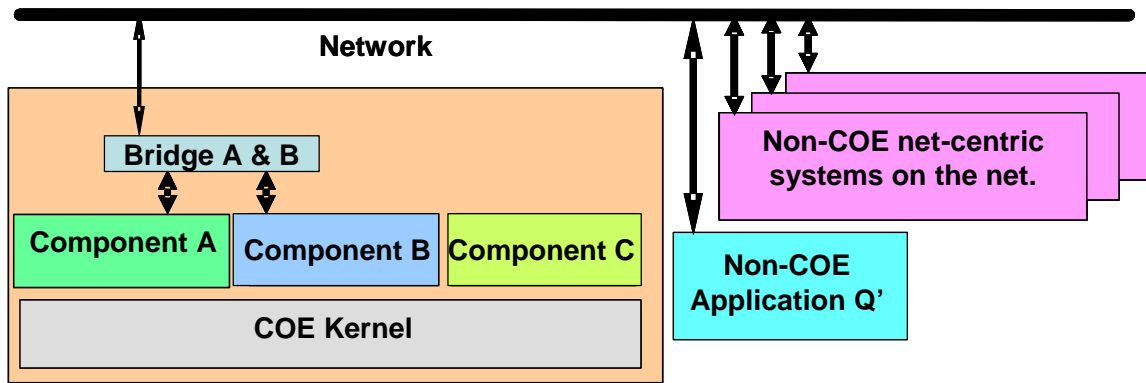 Network
Bridge A & B
Component A
Component B
Component C
COE Kernel
Non-COE net-centric
systems on the net.
Non-COE
Application Q’